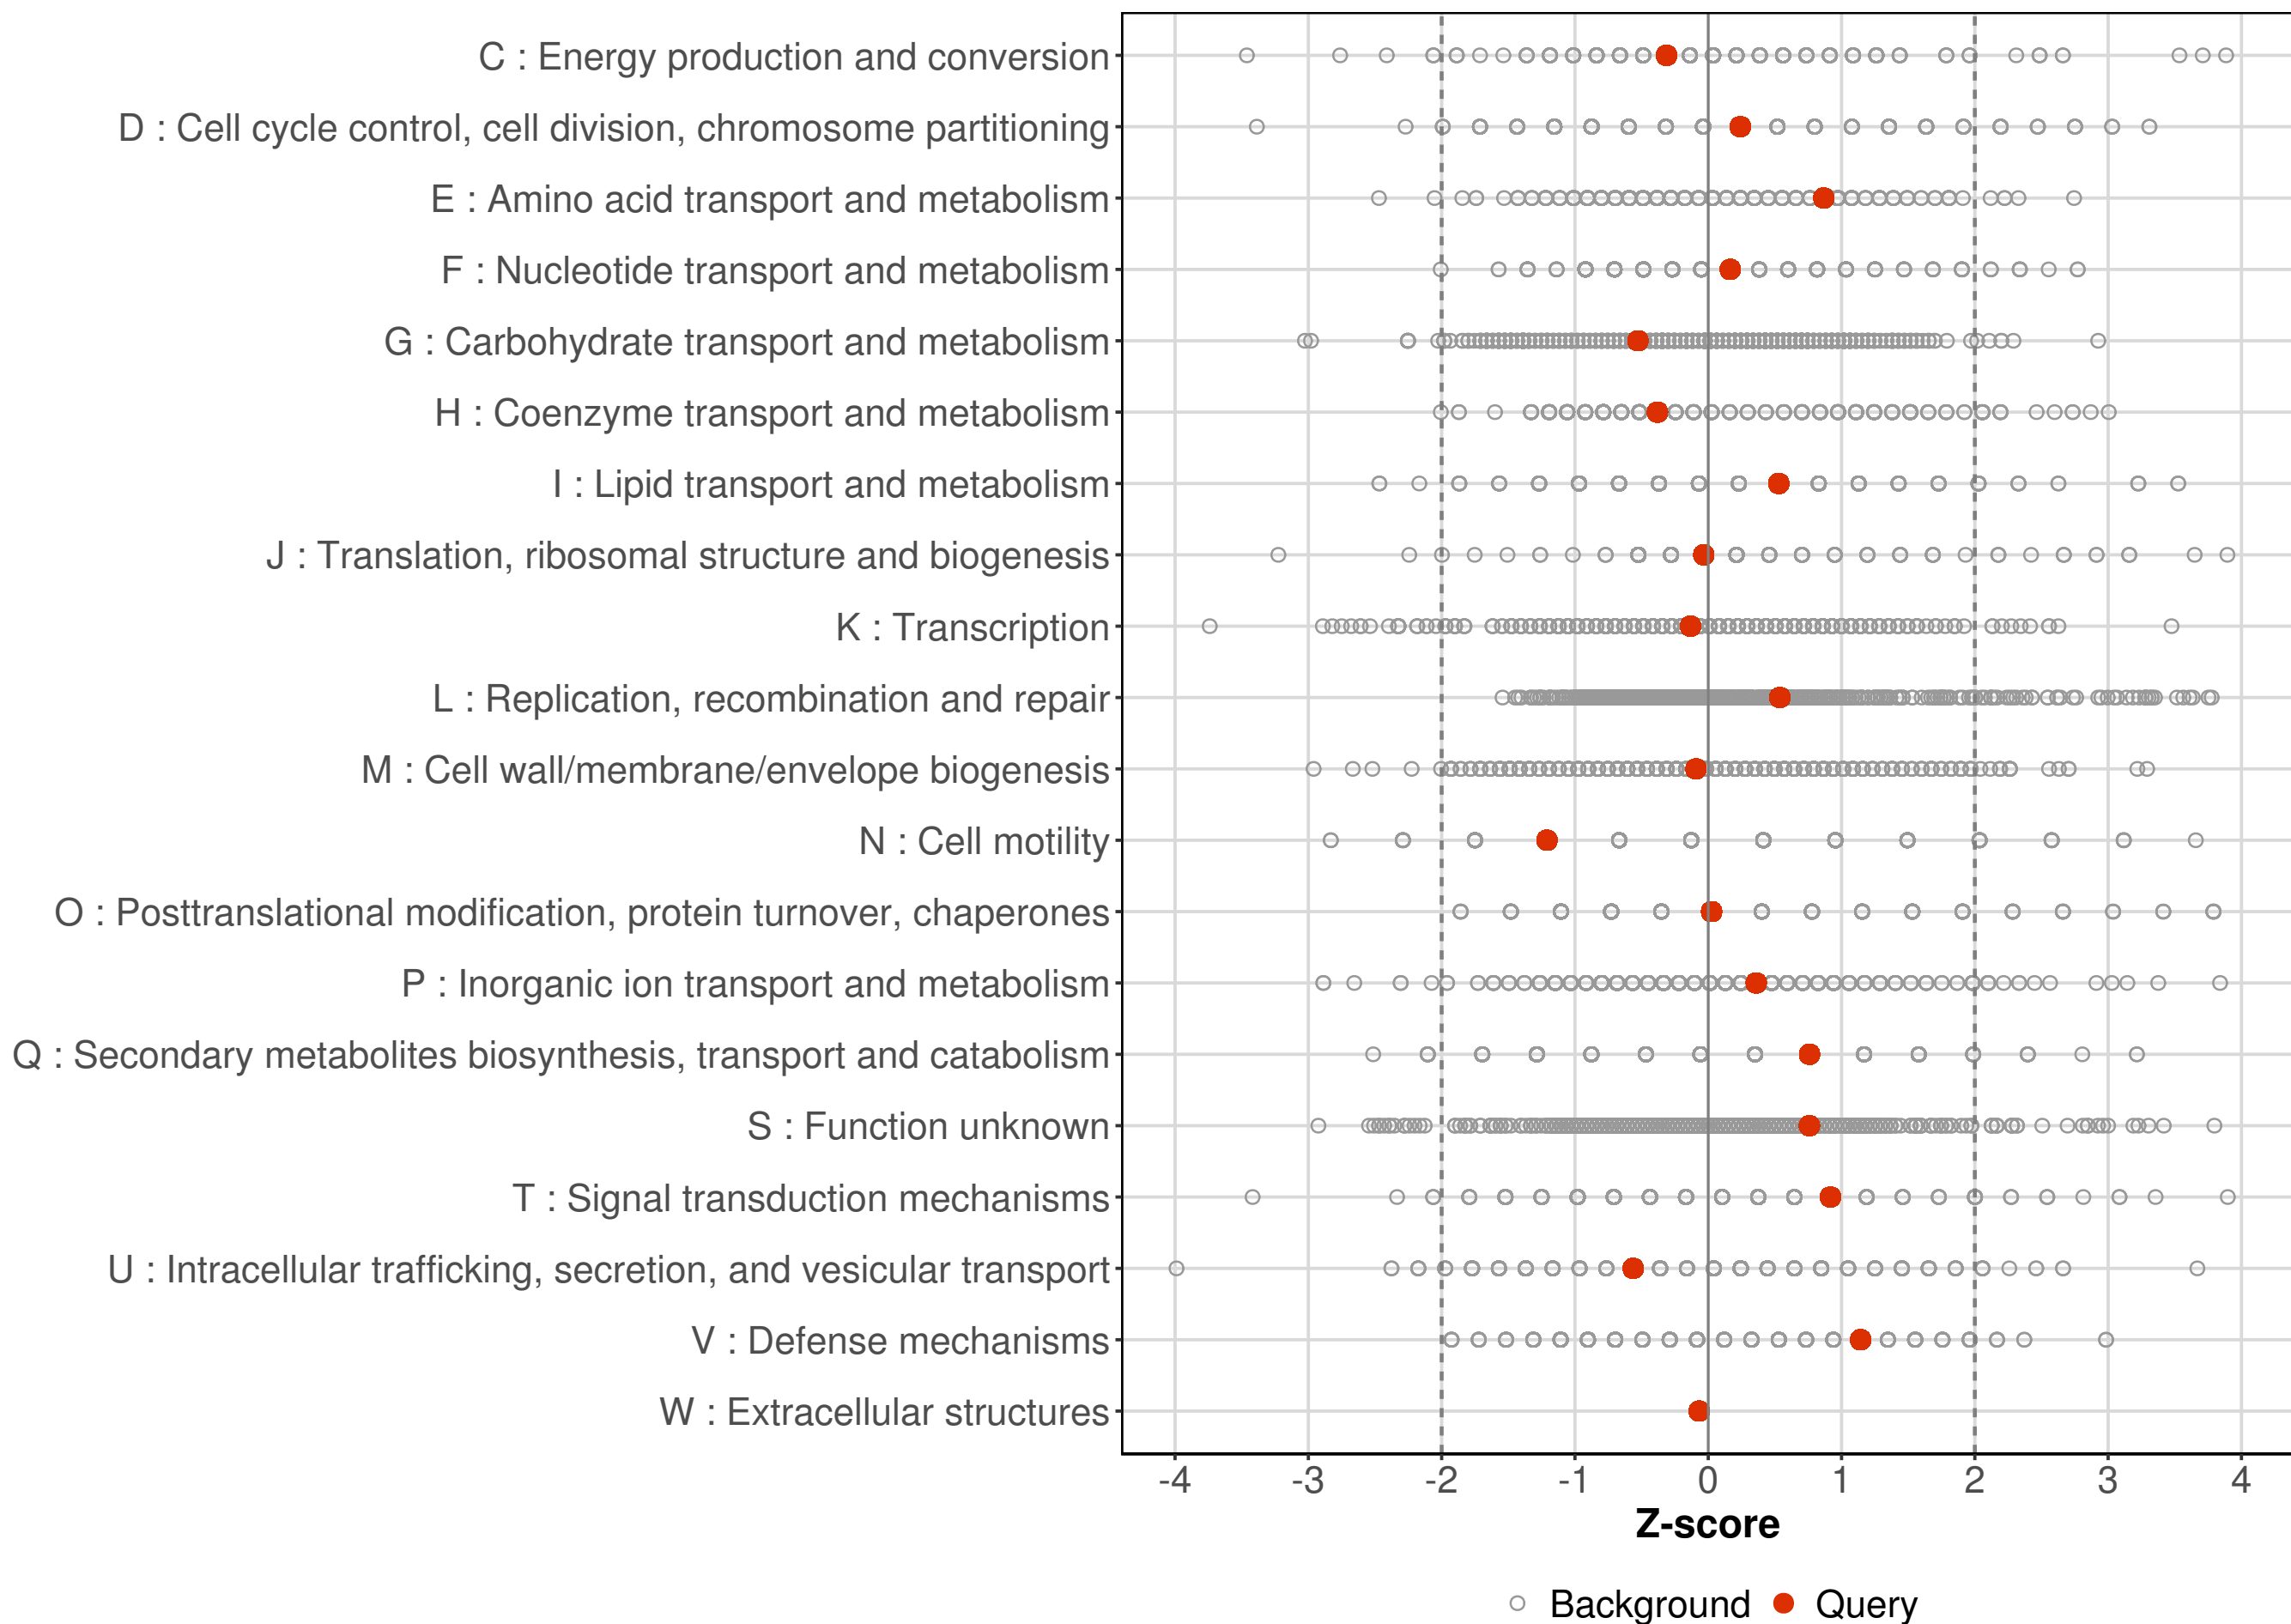 C : Energy production and conversion
D : Cell cycle control, cell division, chromosome partitioning
E : Amino acid transport and metabolism
F : Nucleotide transport and metabolism
G : Carbohydrate transport and metabolism
H : Coenzyme transport and metabolism
I : Lipid transport and metabolism
J : Translation, ribosomal structure and biogenesis
K : Transcription
L : Replication, recombination and repair
M : Cell wall/membrane/envelope biogenesis
N : Cell motility
O : Posttranslational modification, protein turnover, chaperones
P : Inorganic ion transport and metabolism
Q : Secondary metabolites biosynthesis, transport and catabolism
S : Function unknown
T : Signal transduction mechanisms
U : Intracellular trafficking, secretion, and vesicular transport
V : Defense mechanisms
W : Extracellular structures
-4 -3 -2 -1 0 1 2 3 4
Z-score
Background Query